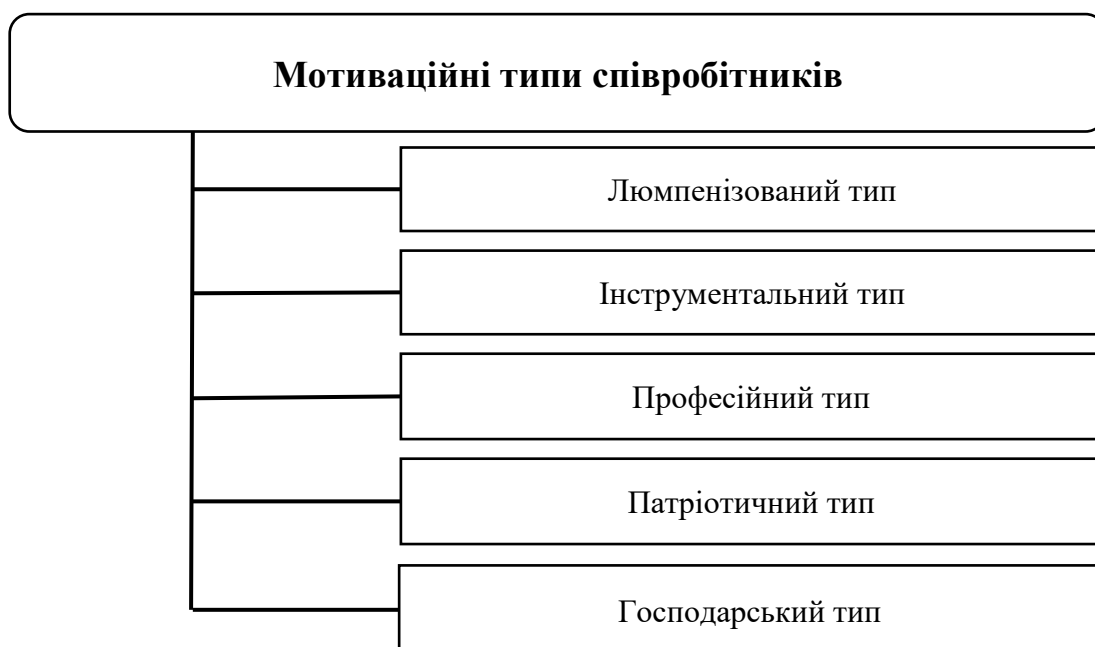 Мотиваційні типи співробітників
Люмпенізований тип
Інструментальний тип
Професійний тип
Патріотичний тип
Господарський тип